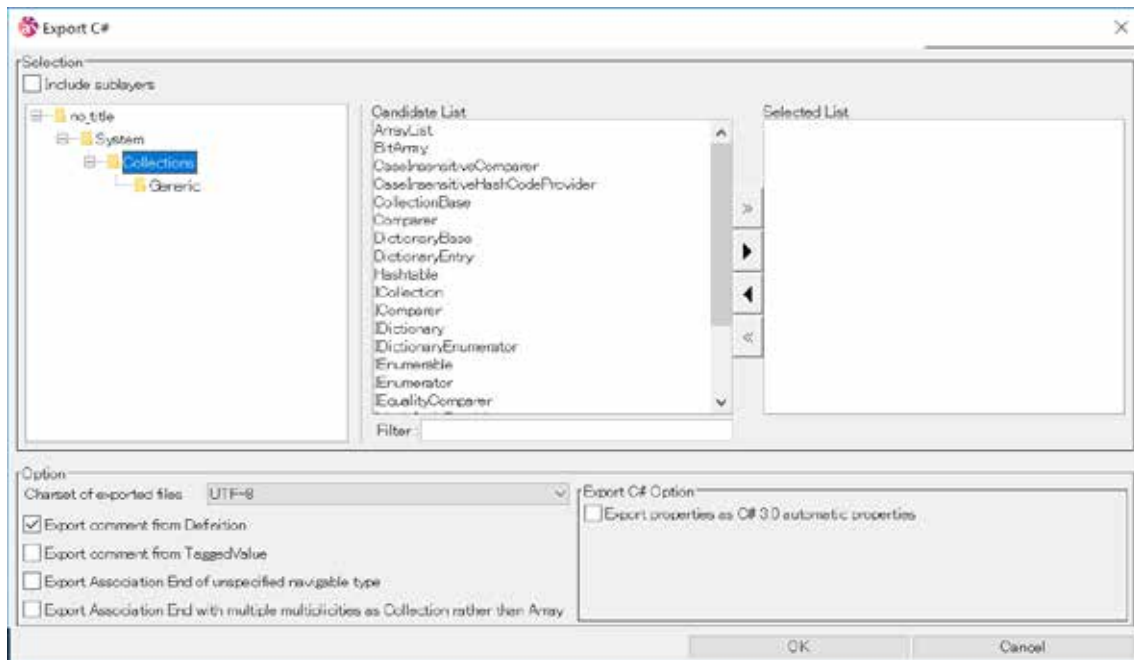 Export C#
Selection
Include sublayers
no_title
System
Collections
Generic
Candidate List
ArrayList
BitArray
CaseInsensitiveComparer
CaseInsensitiveHashCodeProvider
CollectionBase
Comparer
DictionaryBase
DictionaryEntry
Hashtable
ICollection
IComparer
IDictionary
IDictionaryEnumerator
IEnumerable
IEnumerator
IEqualityComparer
Filter :
Selected List
Option
Charset of exported files UTF-8
Export comment from Definition
Export comment from TaggedValue
Export Association End of unspecified navigable type
Export Association End with multiple multiplicities as Collection rather than Array
Export C# Option
Export properties as C# 3.0 automatic properties
OK
Cancel